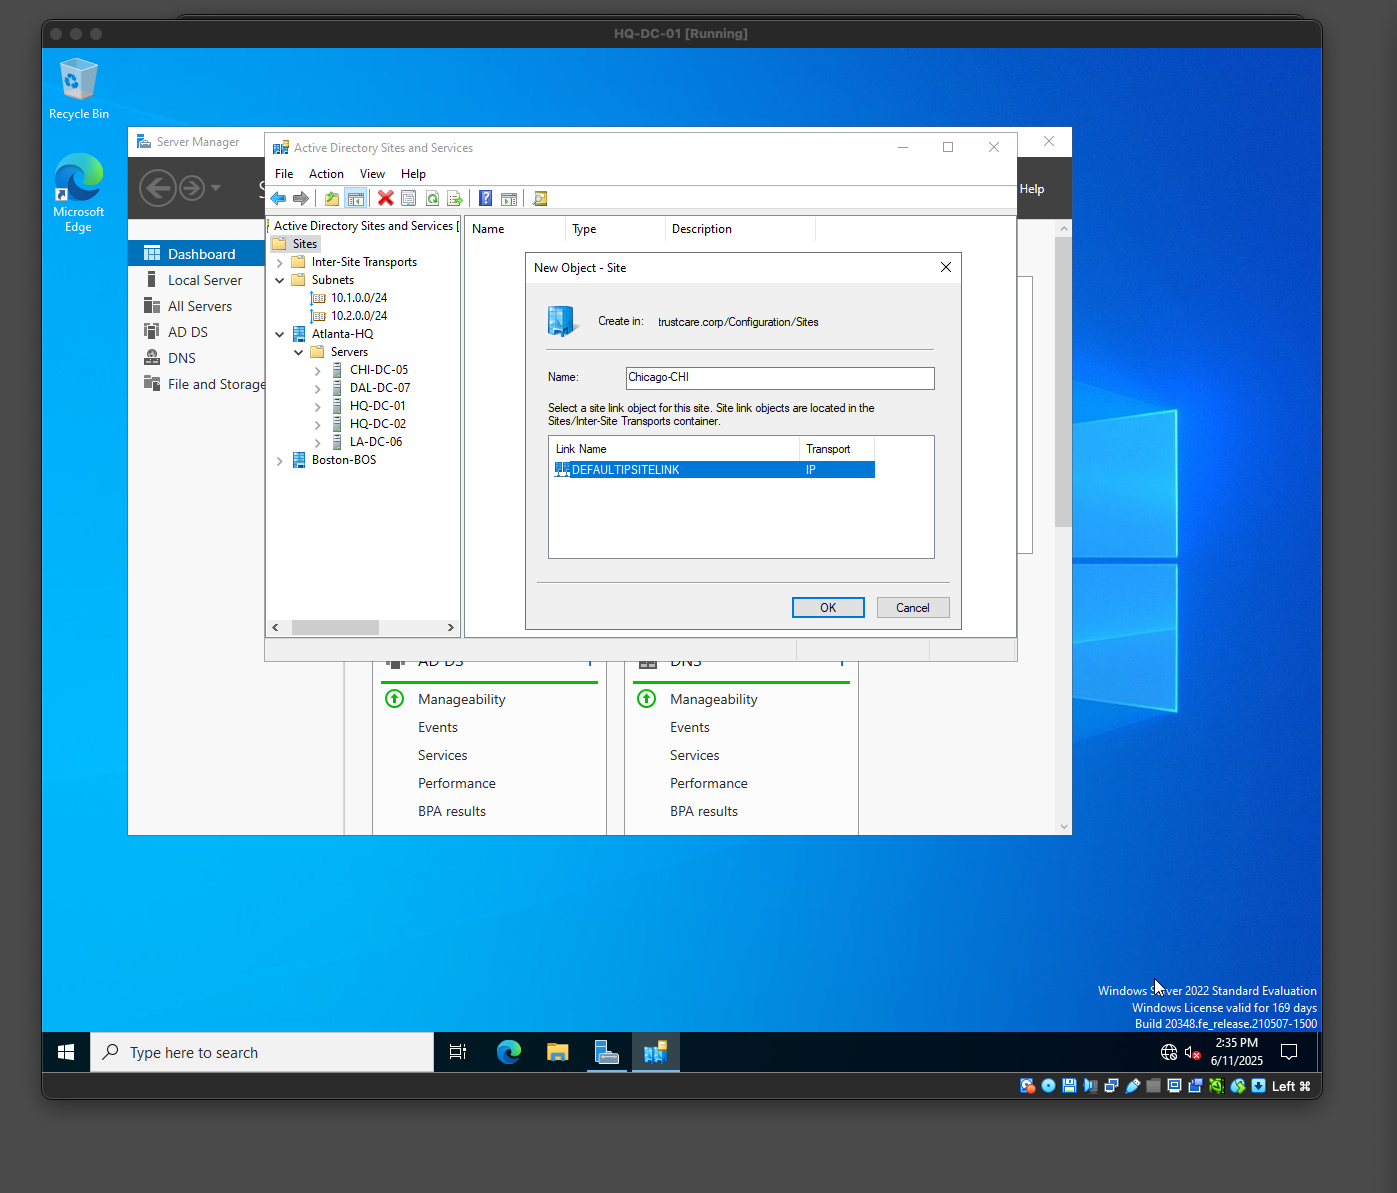 HQ-DC-01 [Running]
Recycle Bin
Microsoft
Edge
Server Manager
Help
Dashboard
Local Server
All Servers
AD DS
DNS
File and Storage
Active Directory Sites and Services
File Action View Help
Active Directory Sites and Services [
Sites
Inter-Site Transports
Subnets
10.1.0.0/24
10.2.0.0/24
Atlanta-HQ
Servers
CHI-DC-05
DAL-DC-07
HQ-DC-01
HQ-DC-02
LA-DC-06
Boston-BOS
Name Type Description
New Object - Site
Create in: trustcare.corp/Configuration/Sites
Name: Chicago-CHI
Select a site link object for this site. Site link objects are located in the
Sites/Inter-Site Transports container.
Link Name Transport
DEFAULTIPSITELINK IP
OK Cancel
AD DS 1
Manageability
Events
Services
Performance
BPA results
DNS 1
Manageability
Events
Services
Performance
BPA results
Windows Server 2022 Standard Evaluation
Windows License valid for 169 days
Build 20348.fe_release.210507-1500
Type here to search
2:35 PM
6/11/2025
Left ⌘